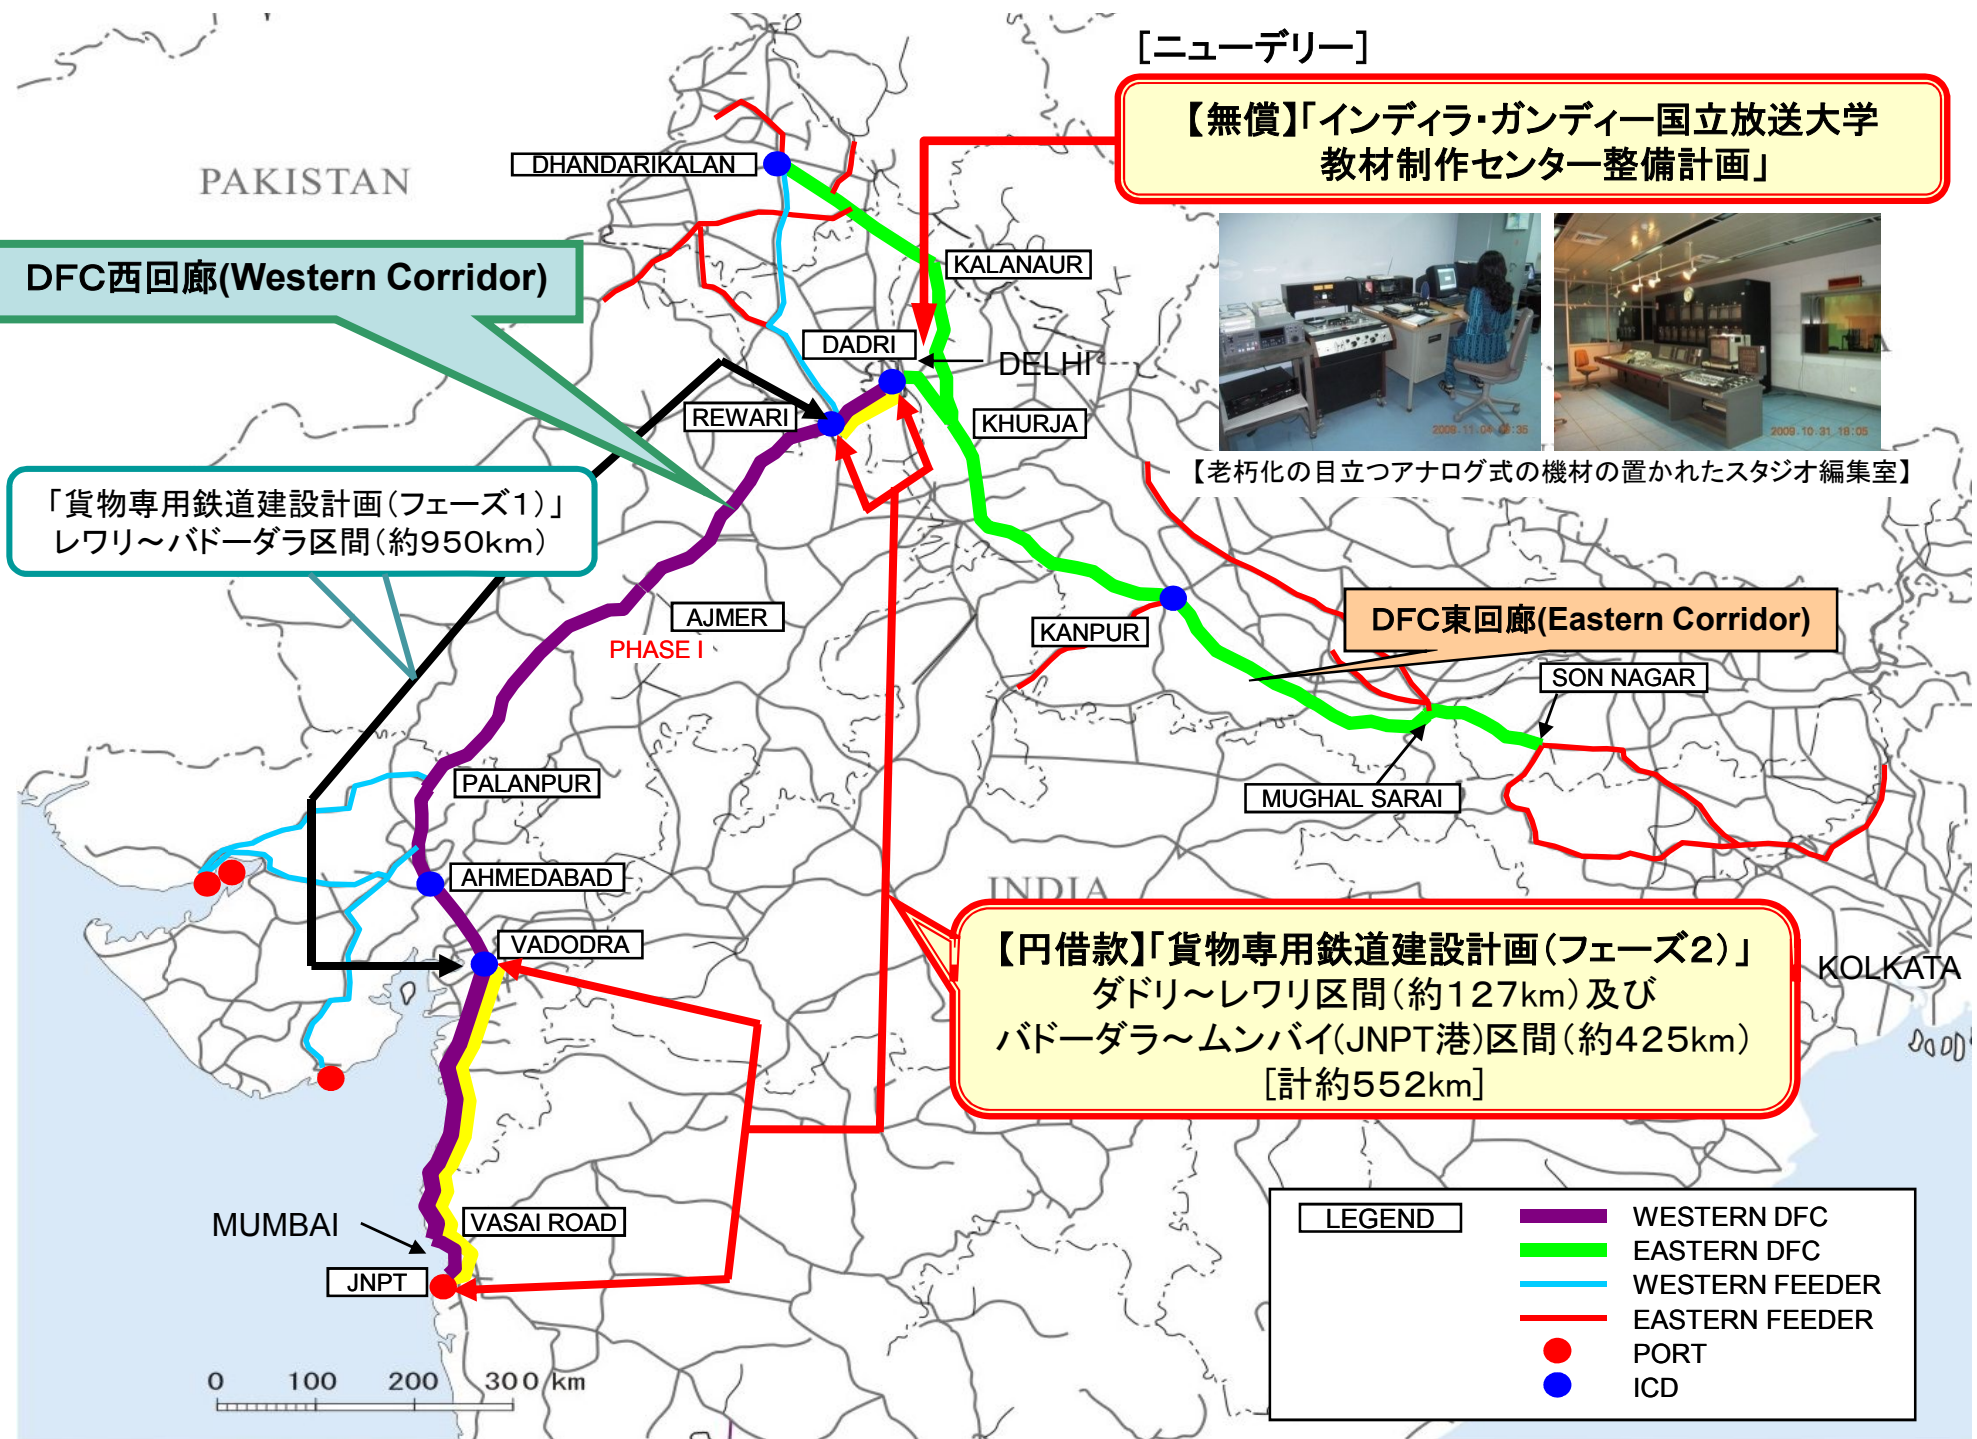 [ニューデリー]
【無償】「インディラ・ガンディー国立放送大学
教材制作センター整備計画」
DHANDARIKALAN
PAKISTAN
KALANAUR
DFC西回廊(Western Corridor)
DADRI
DELHI
REWARI
KHURJA
2009.10.31 16:05
【老朽化の目立つアナログ式の機材の置かれたスタジオ編集室】
「貨物専用鉄道建設計画(フェーズ1)」
レワリ～バドーダラ区間(約950km)
AJMER
PHASE I
KANPUR
DFC東回廊(Eastern Corridor)
SON NAGAR
PALANPUR
MUGHAL SARAI
AHMEDABAD
INDIA
VADODRA
【円借款】「貨物専用鉄道建設計画(フェーズ2)」
ダドリ～レワリ区間(約127km)及び
バドーダラ～ムンバイ(JNPT港)区間(約425km)
[計約552km]
KOLKATA
MUMBAI
VASAI ROAD
JNPT
LEGEND
WESTERN DFC
EASTERN DFC
WESTERN FEEDER
EASTERN FEEDER
PORT
ICD
0 100 200 300 km